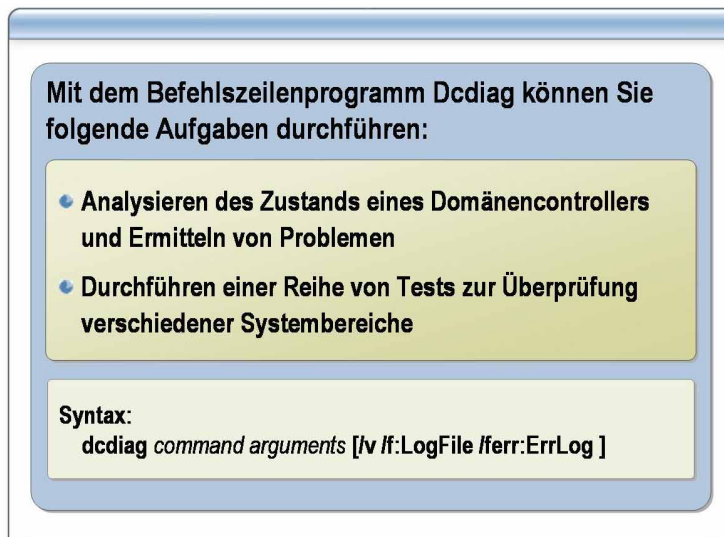 Mit dem Befehlszeilenprogramm Dcdiag können Sie
folgende Aufgaben durchführen:
Analysieren des Zustands eines Domänencontrollers
und Ermitteln von Problemen
Durchführen einer Reihe von Tests zur Überprüfung
verschiedener Systembereiche
Syntax:
dcdiag command arguments [/v /f:LogFile /ferr:ErrLog ]